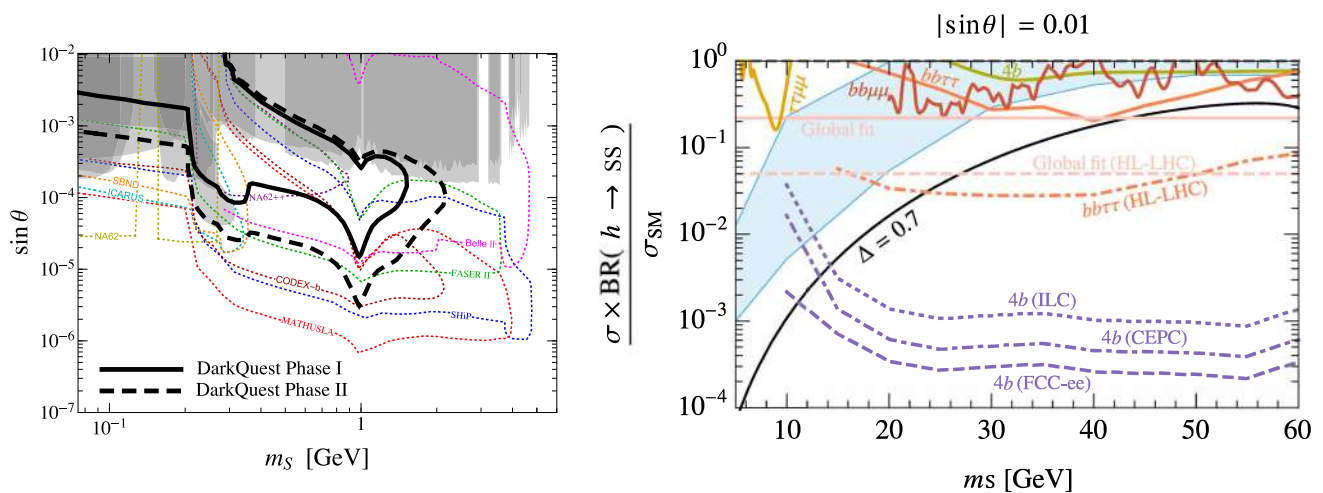 10⁻²
10⁻³
10⁻⁴
10⁻⁵
10⁻⁶
10⁻⁷
sin θ
SBND
ICARUS
NA62
NA62++
Belle II
FASER II
CODEX-b
SHiP
MATHUSLA
DarkQuest Phase I
DarkQuest Phase II
10⁻¹
1
m_S [GeV]
|sin θ| = 0.01
σ × BR( h → SS )
σ_SM
10⁰
10⁻¹
10⁻²
10⁻³
10⁻⁴
ττμμ
bbμμ
bbττ
4b
Global fit
Global fit (HL-LHC)
bbττ (HL-LHC)
Δ = 0.7
4b (ILC)
4b (CEPC)
4b (FCC-ee)
10
20
30
40
50
60
ms [GeV]